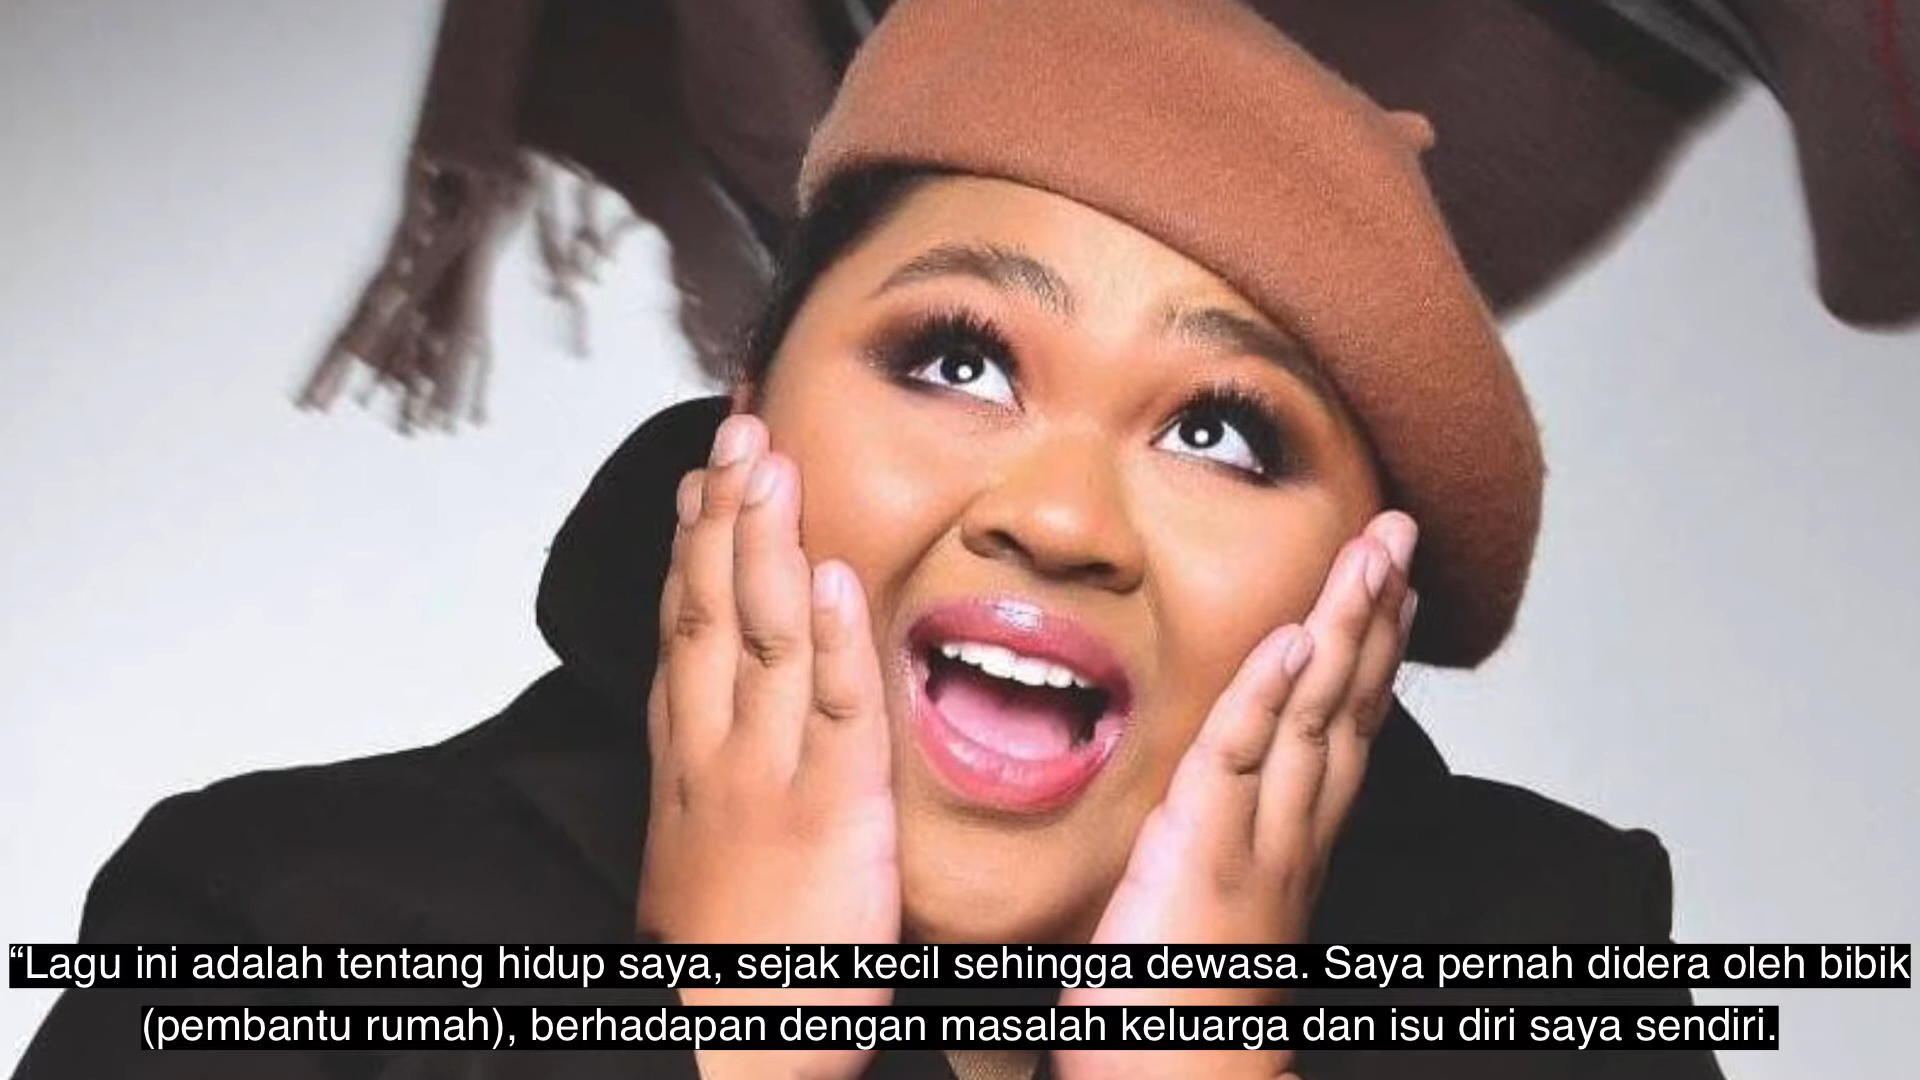 “Lagu ini adalah tentang hidup saya, sejak kecil sehingga dewasa. Saya pernah didera oleh bibik
(pembantu rumah), berhadapan dengan masalah keluarga dan isu diri saya sendiri.